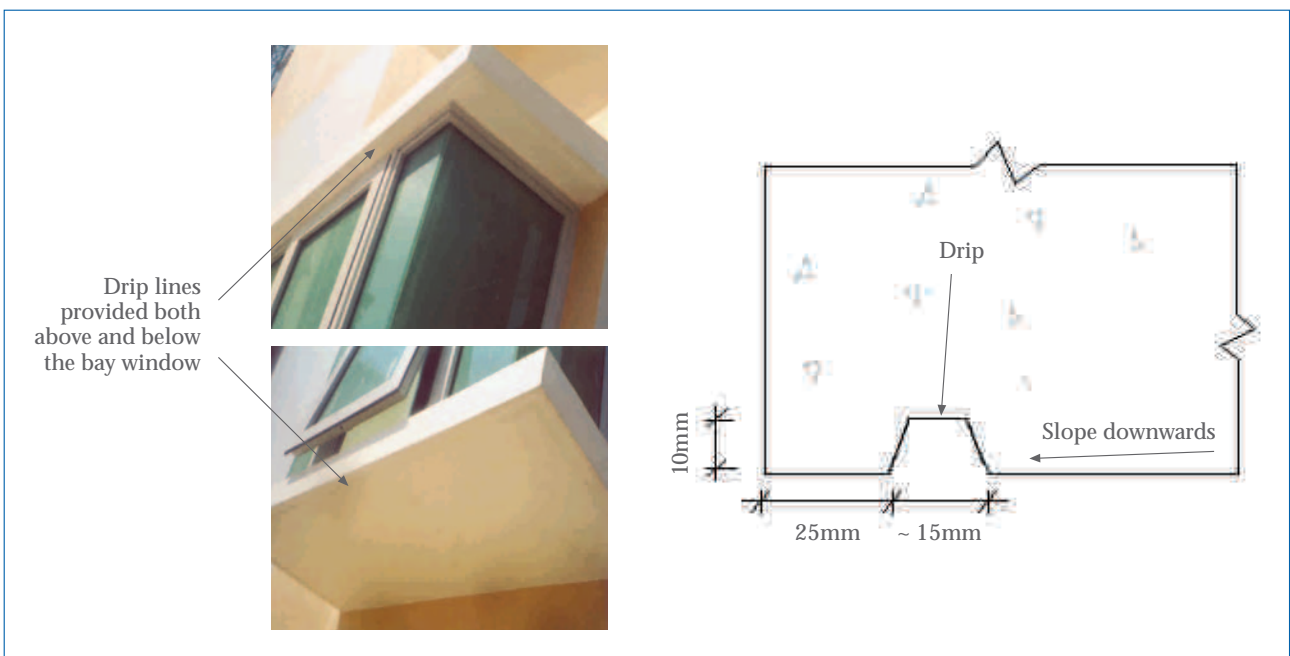 Drip lines
provided both
above and below
the bay window
Drip
Slope downwards
10mm
25mm
~ 15mm